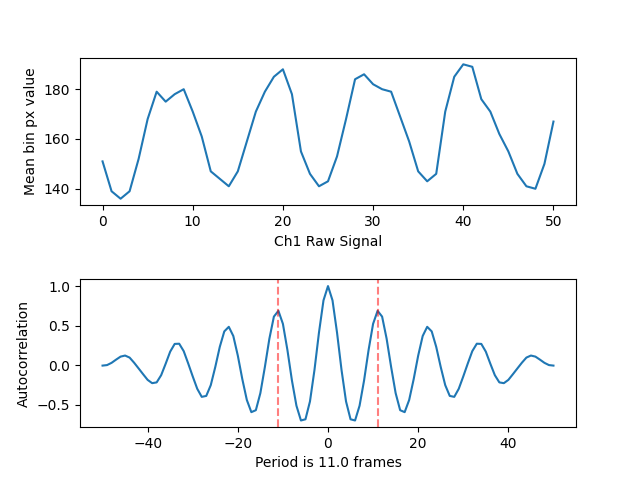 180
160
140
Mean bin px value
0 10 20 30 40 50
Ch1 Raw Signal
1.0
0.5
0.0
−0.5
Autocorrelation
−40 −20 0 20 40
Period is 11.0 frames